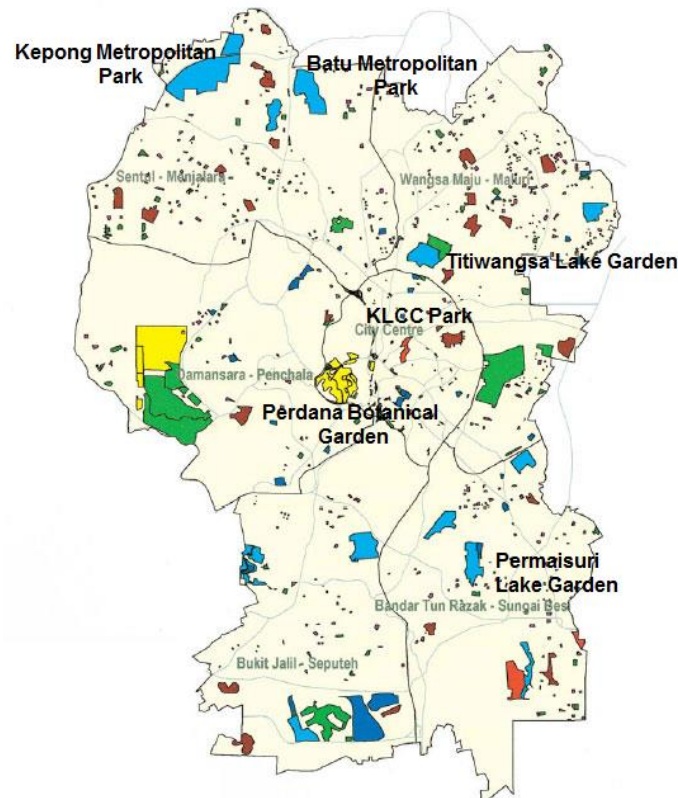 Kepong Metropolitan
Park
Batu Metropolitan
Park
Sentul - Menjalara
Wangsa Maju - Maluri
Titiwangsa Lake Garden
KLCC Park
City Centre
Damansara - Penchala
Perdana Botanical
Garden
Permaisuri
Lake Garden
Bandar Tun Razak - Sungai Besi
Bukit Jalil - Seputeh